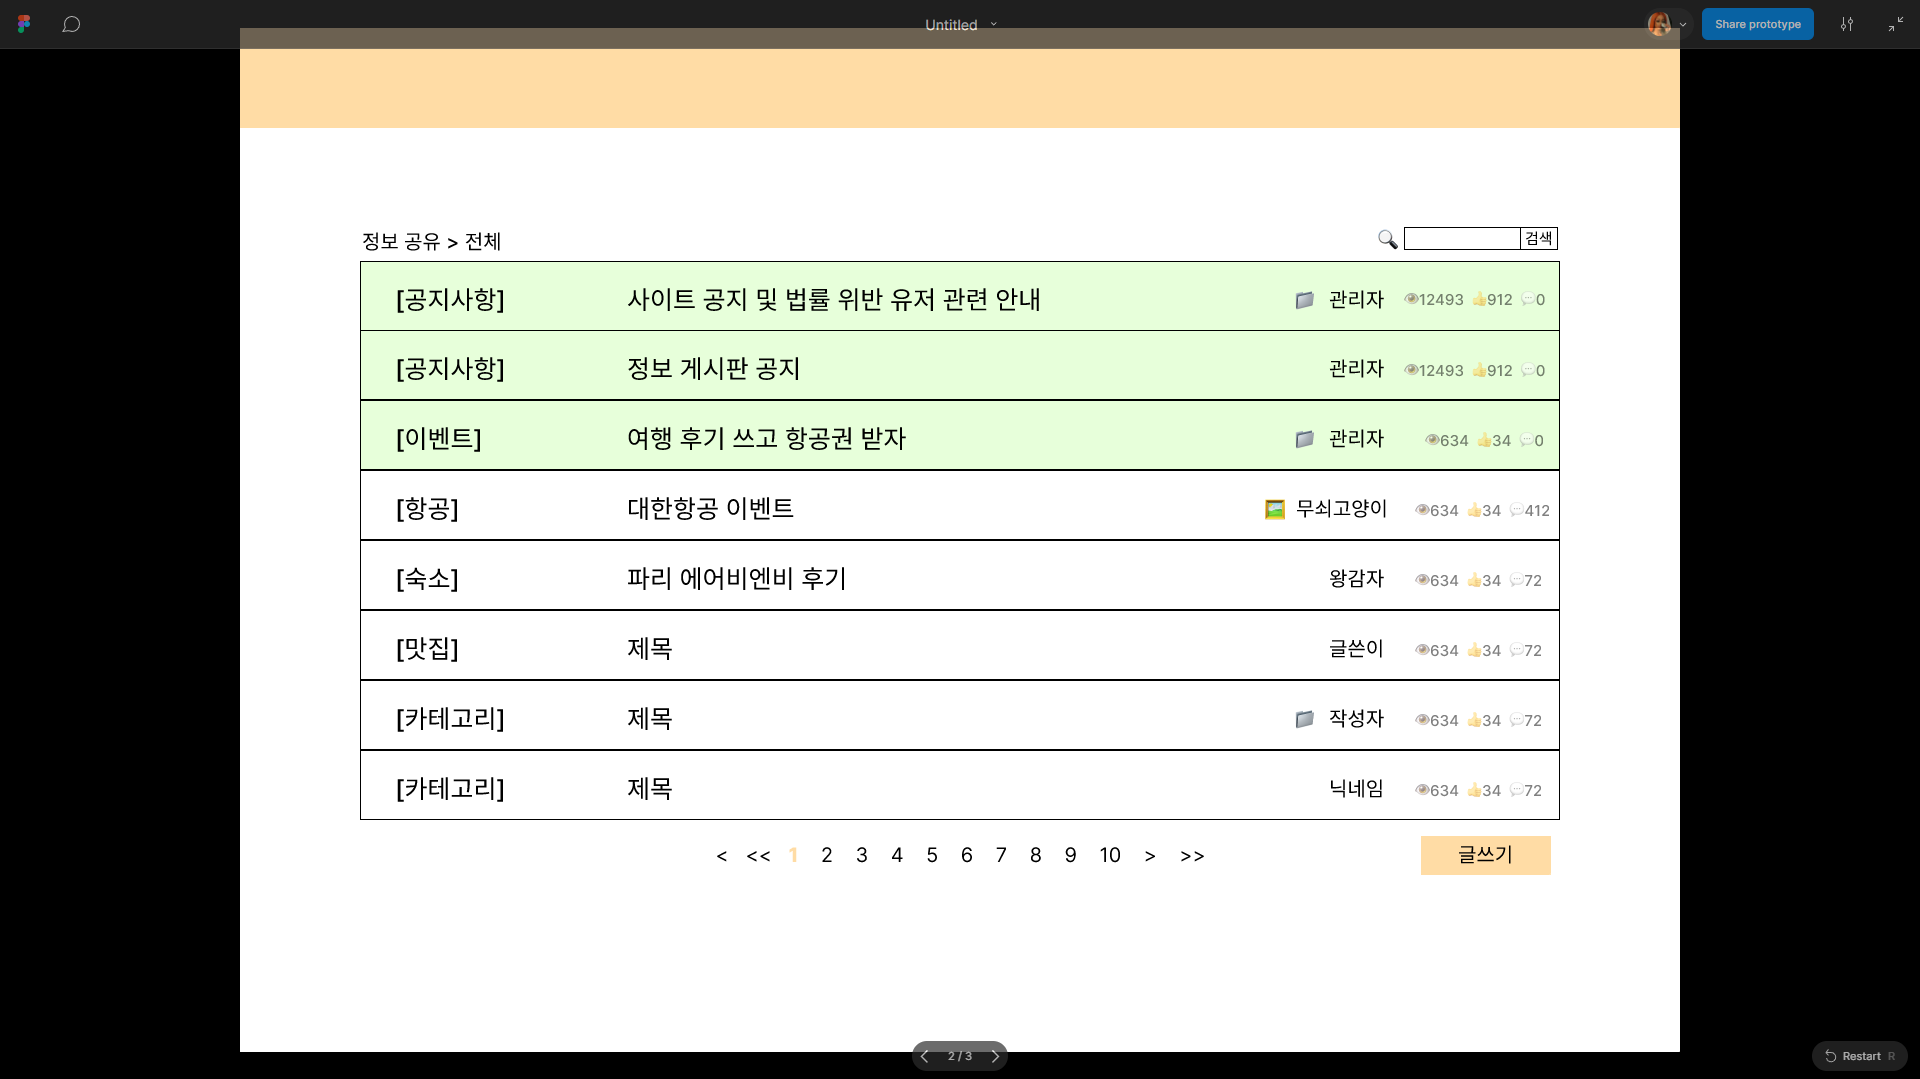 Untitled
Share prototype
정보 공유 > 전체
검색
[공지사항] 사이트 공지 및 법률 위반 유저 관련 안내 관리자 12493 912 0
[공지사항] 정보 게시판 공지 관리자 12493 912 0
[이벤트] 여행 후기 쓰고 항공권 받자 관리자 634 34 0
[항공] 대한항공 이벤트 무쇠고양이 634 34 412
[숙소] 파리 에어비엔비 후기 왕감자 634 34 72
[맛집] 제목 글쓴이 634 34 72
[카테고리] 제목 작성자 634 34 72
[카테고리] 제목 닉네임 634 34 72
< << 1 2 3 4 5 6 7 8 9 10 > >>
글쓰기
2 / 3
Restart R